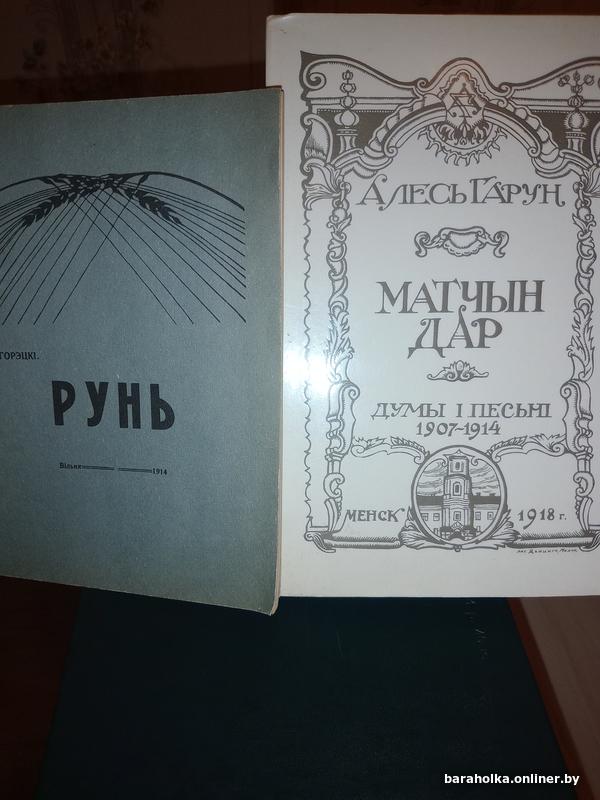 ГОРЭЦКІ.
РУНЬ
Вільня 1914
АЛЕСЬ ГАРУН
МАТЧЫН
ДАР
ДУМЫ І ПЕСЬНІ
1907-1914
МЕНСК 1918 г.
baraholka.onliner.by